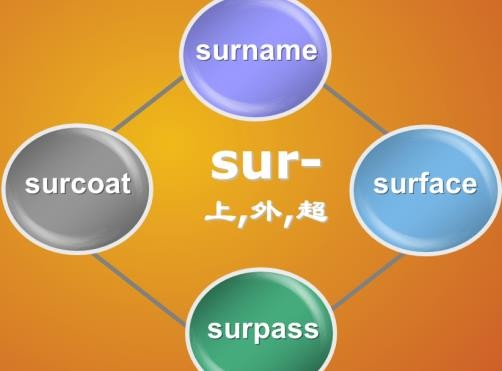 surname
sur-
surcoat
surface
上,外,超
surpass